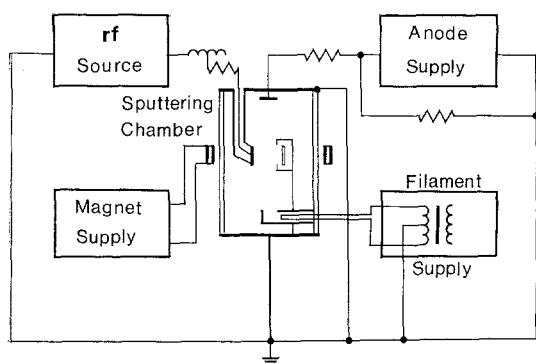 rf
Source
Sputtering
Chamber
Magnet
Supply
Anode
Supply
Filament
Supply